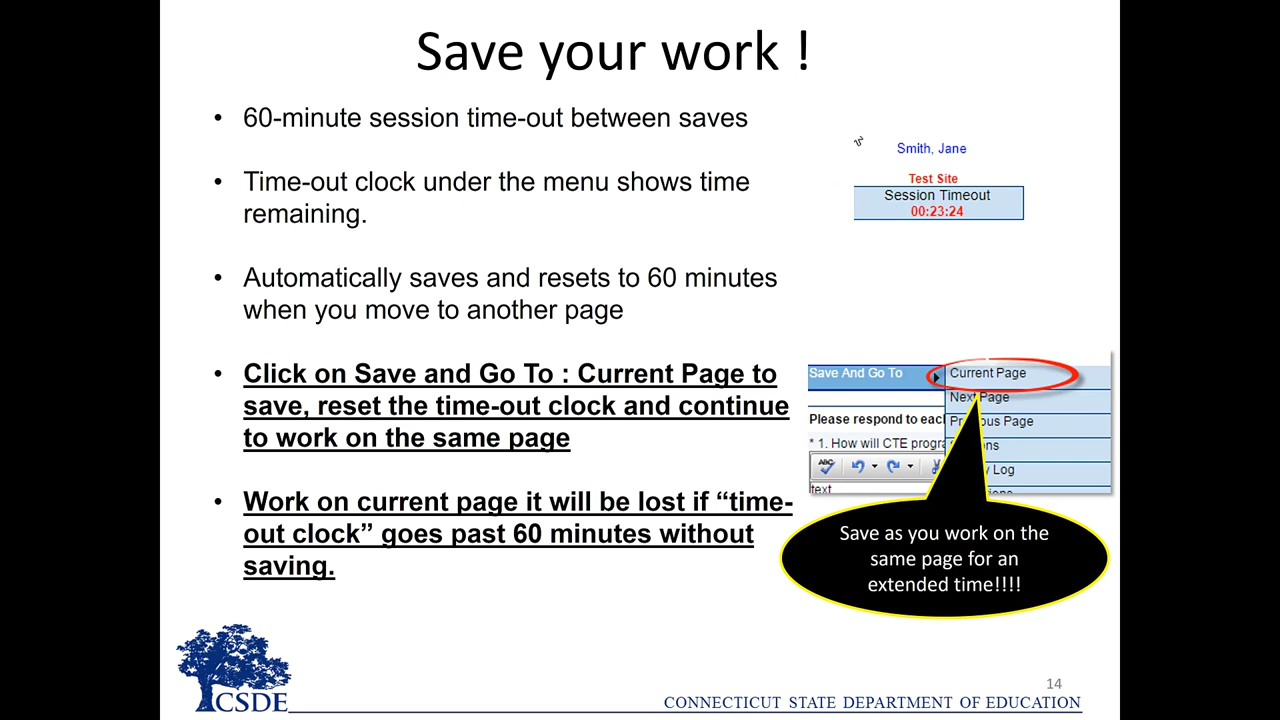 Save your work !
• 60-minute session time-out between saves
• Time-out clock under the menu shows time
remaining.
• Automatically saves and resets to 60 minutes
when you move to another page
• Click on Save and Go To : Current Page to
save, reset the time-out clock and continue
to work on the same page
• Work on current page it will be lost if “time-
out clock” goes past 60 minutes without
saving.
Smith, Jane
Test Site
Session Timeout
00:23:24
Save And Go To
Current Page
Next Page
Please respond to each
Page
* 1. How will CTE progra
Log
ABC
text
Save as you work on the
same page for an
extended time!!!!
CSDE
14
CONNECTICUT STATE DEPARTMENT OF EDUCATION